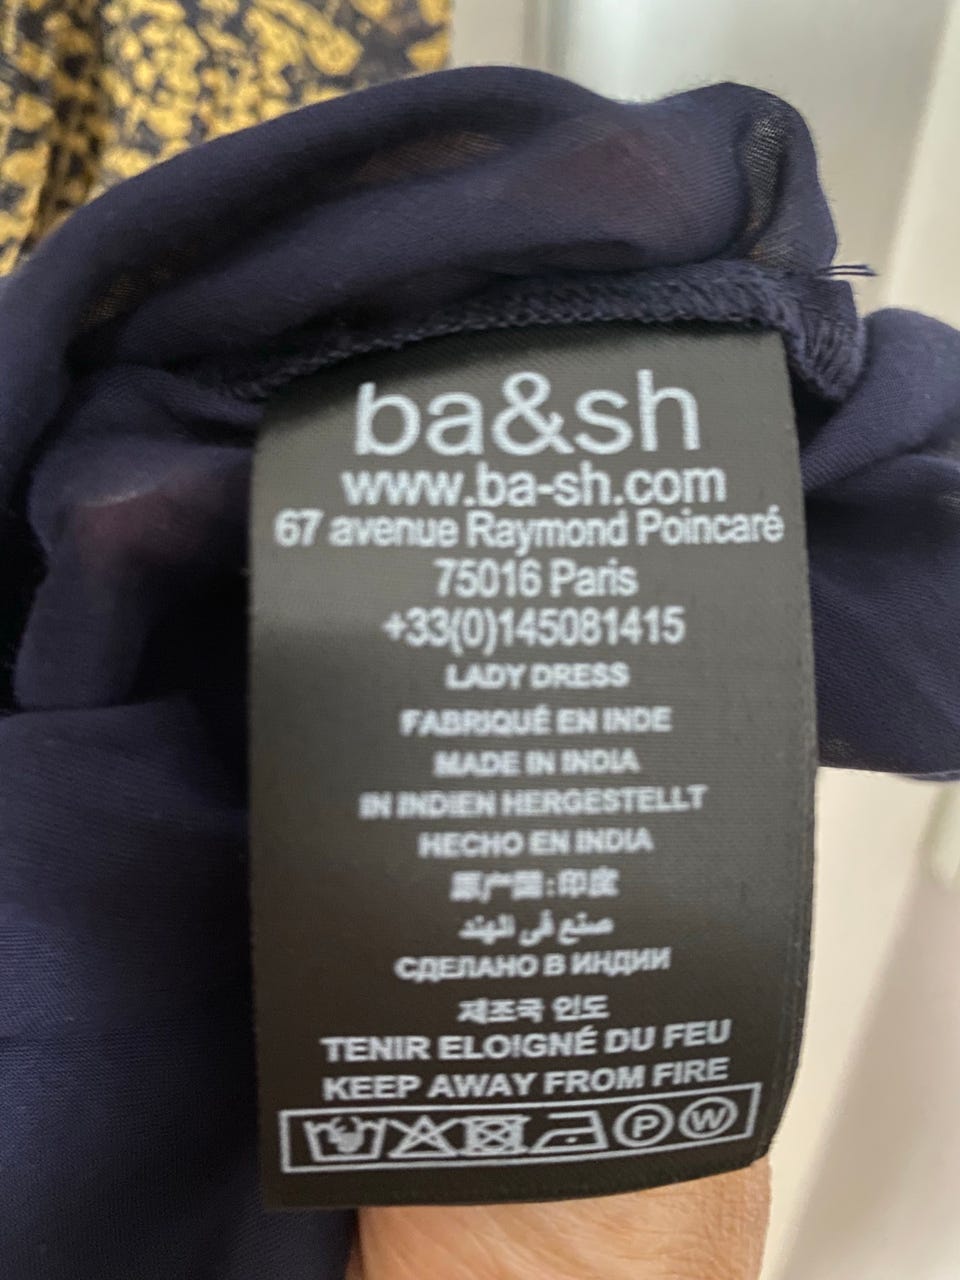 ba&sh
www.ba-sh.com
67 avenue Raymond Poincaré
75016 Paris
+33(0)145081415
LADY DRESS
FABRIQUÉ EN INDE
MADE IN INDIA
IN INDIEN HERGESTELLT
HECHO EN INDIA
原产国:印度
صنع في الهند
СДЕЛАНО В ИНДИИ
제조국 인도
TENIR ELOIGNÉ DU FEU
KEEP AWAY FROM FIRE
P W